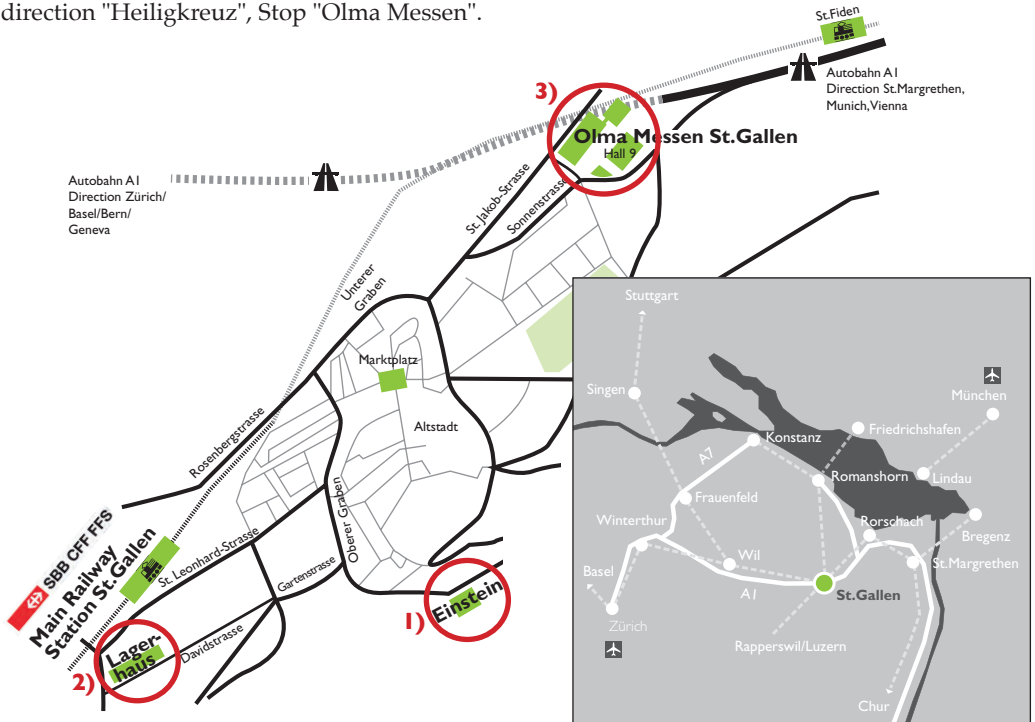 direction "Heiligkreuz", Stop "Olma Messen".
St.Fiden
Autobahn A1
Direction St.Margrethen,
Munich,Vienna
3)
Olma Messen St.Gallen
Hall 9
Autobahn A1
Direction Zürich/
Basel/Bern/
Geneva
St. Jakob-Strasse
Sonnenstrasse
Unterer
Graben
Marktplatz
Altstadt
Rosenbergstrasse
Oberer Graben
SBB CFF FFS
Main Railway
Station St.Gallen
St. Leonhard-Strasse
Gartenstrasse
Davidstrasse
1)
Einstein
2)
Lager-
haus
Stuttgart
Singen
München
Konstanz
Friedrichshafen
A7
Romanshorn
Lindau
Frauenfeld
Winterthur
Rorschach
Bregenz
Wil
St.Margrethen
Basel
A1
St.Gallen
Zürich
Rapperswil/Luzern
Chur